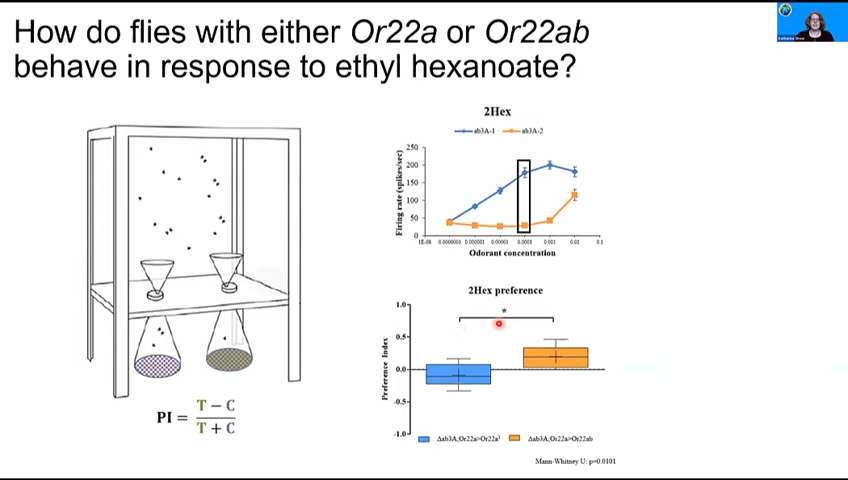 How do flies with either Or22a or Or22ab
behave in response to ethyl hexanoate?
2Hex
ab3A-1 ab3A-2
Firing rate (spikes/sec)
250
200
150
100
50
0
1E-06 0.0000001 0.000001 0.00001 0.0001 0.001 0.01 0.1
Odorant concentration
2Hex preference
Preference Index
1.0
0.5
0.0
-0.5
-1.0
*
Δab3A;Or22a>Or22a¹ Δab3A;Or22a>Or22ab
Mann-Whitney U: p=0.0101
PI = T − C
T + C